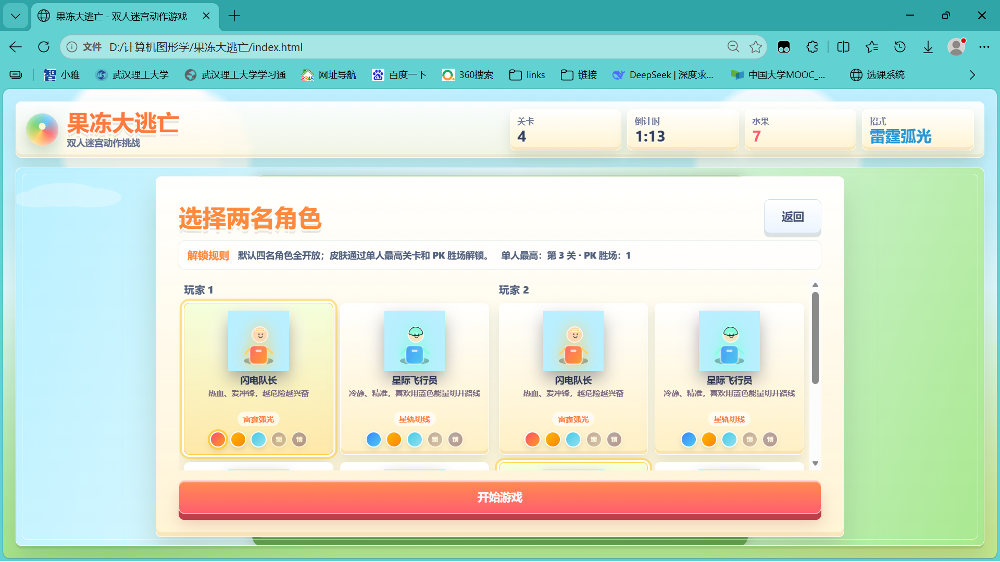 果冻大逃亡 - 双人迷宫动作游戏
文件 D:/计算机图形学/果冻大逃亡/index.html
智 小雅 武汉理工大学 武汉理工大学学习通 2345 网址导航 du 百度一下 360搜索 links 链接 DeepSeek | 深度求... 中国大学MOOC_... 选课系统
果冻大逃亡
双人迷宫动作挑战
关卡
4
倒计时
1:13
水果
7
招式
雷霆弧光
选择两名角色
返回
解锁规则 默认四名角色全开放；皮肤通过单人最高关卡和 PK 胜场解锁。 单人最高：第 3 关 · PK 胜场：1
玩家 1
闪电队长
热血、爱冲锋，越危险越兴奋
雷霆弧光
锁 锁
星际飞行员
冷静、精准，喜欢用蓝色能量切开路线
星轨切线
锁 锁
玩家 2
闪电队长
热血、爱冲锋，越危险越兴奋
雷霆弧光
锁 锁
星际飞行员
冷静、精准，喜欢用蓝色能量切开路线
星轨切线
锁 锁
开始游戏